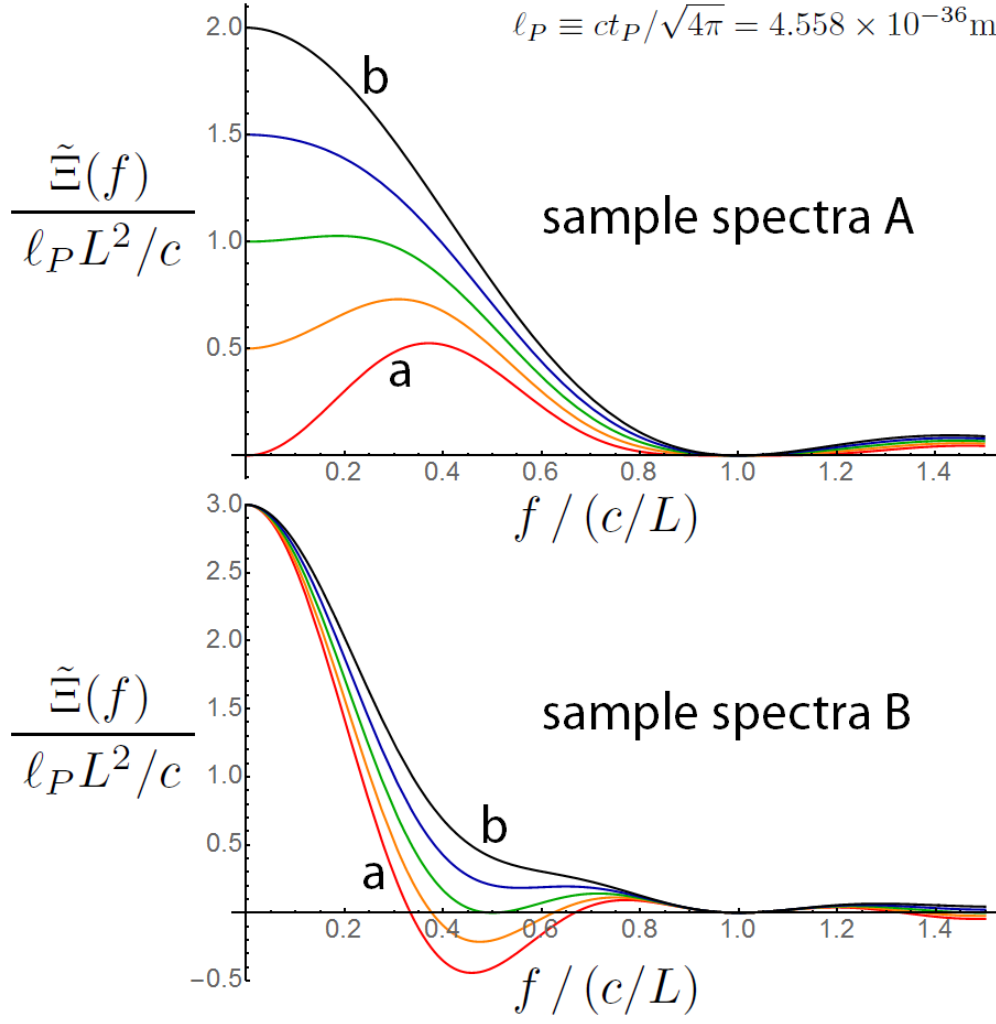 ℓ_P ≡ ct_P/√4π = 4.558 × 10^−36 m
2.0
b
1.5
Ξ̃(f)
ℓ_P L^2/c
sample spectra A
1.0
0.5
a
0.2 0.4 0.6 0.8 1.0 1.2 1.4
f / (c/L)
3.0
2.5
2.0
Ξ̃(f)
ℓ_P L^2/c
sample spectra B
1.5
1.0
b
0.5
a
0.2 0.4 0.6 0.8 1.0 1.2 1.4
−0.5
f / (c/L)